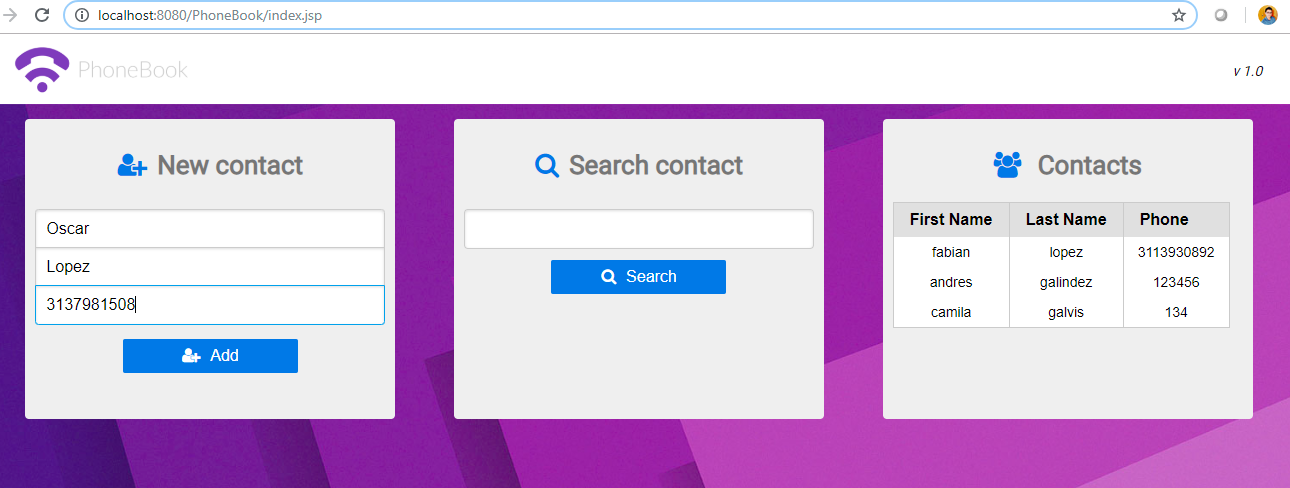 localhost:8080/PhoneBook/index.jsp
PhoneBook
v 1.0
New contact
Oscar
Lopez
3137981508
Add
Search contact
Search
Contacts
First Name Last Name Phone
fabian lopez 3113930892
andres galindez 123456
camila galvis 134